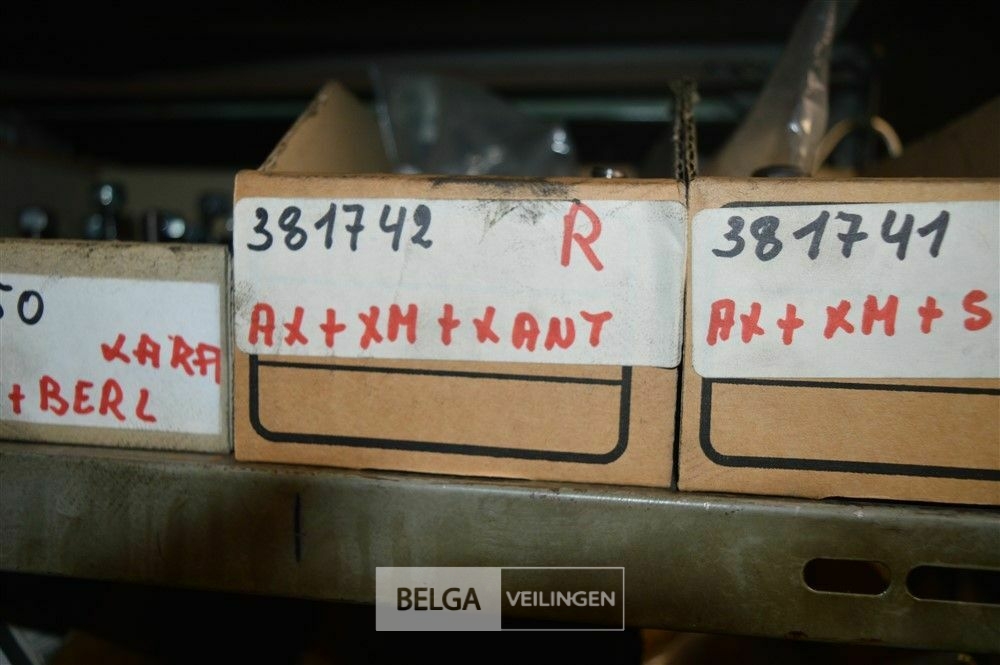 50
XARA
+ BERL
381742 R
AX + XM + XANT
381741
AX + XM + S
BELGA VEILINGEN